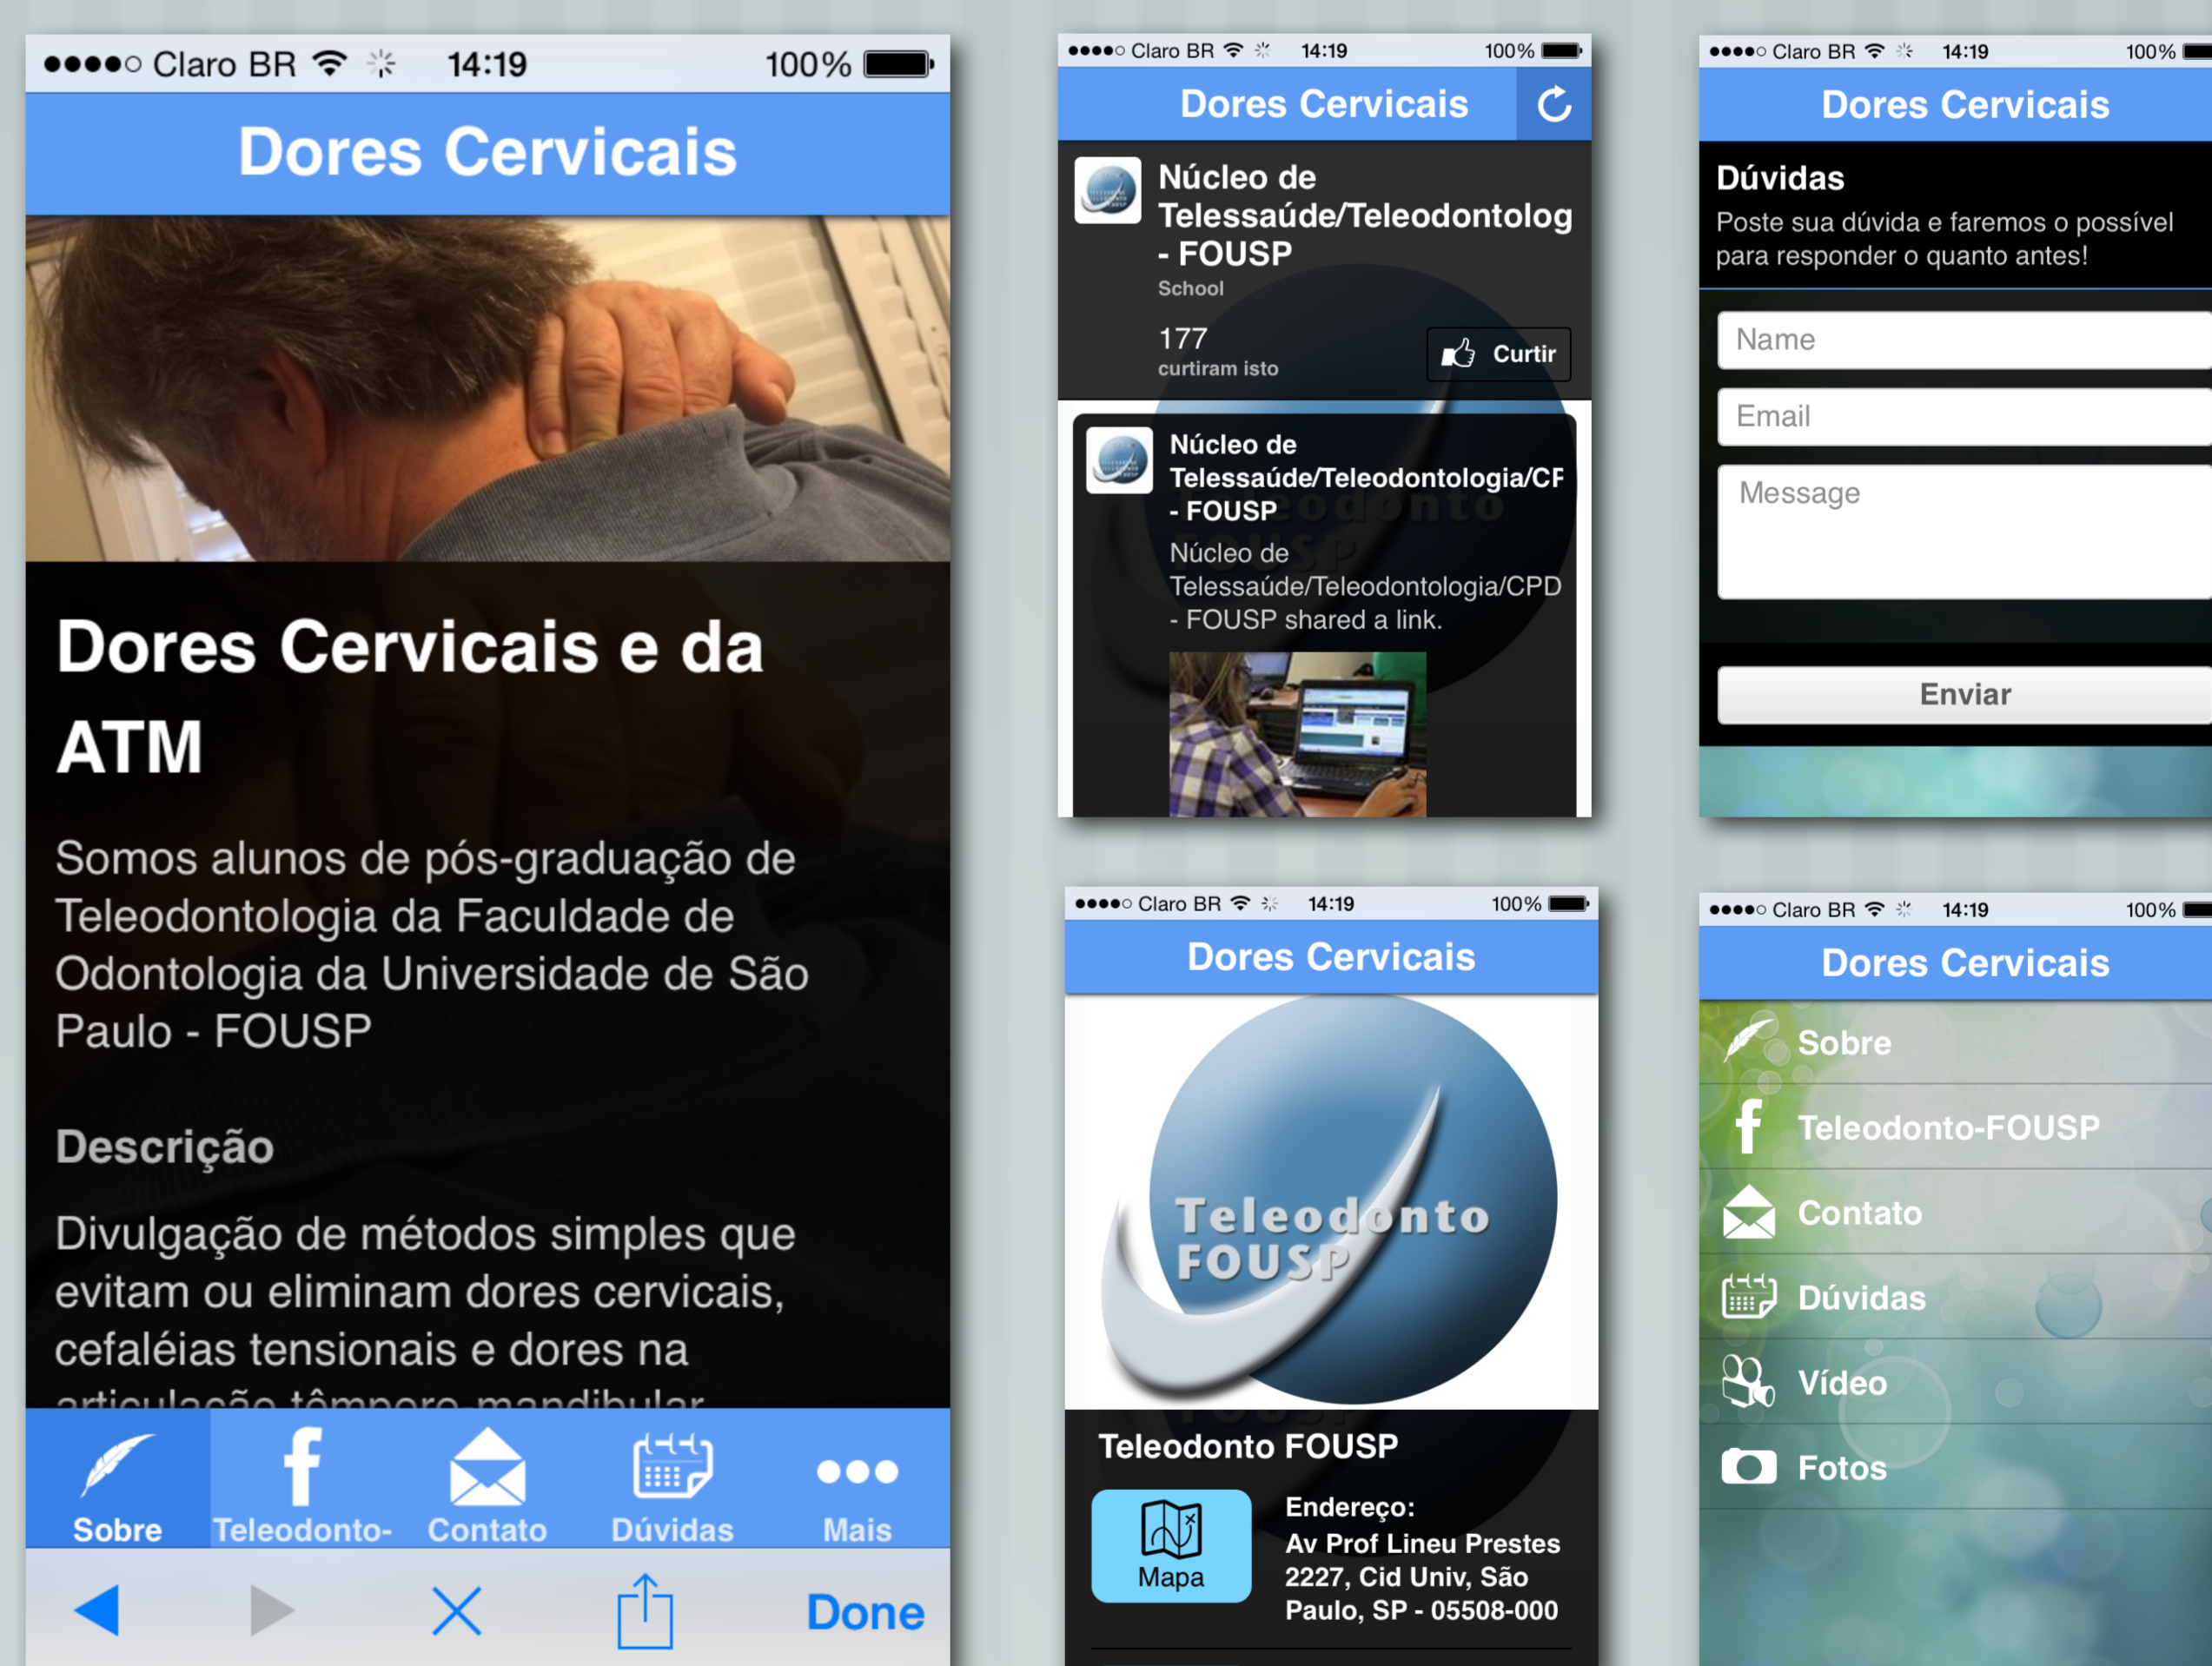 Claro BR 14:19 100%
Dores Cervicais
Dores Cervicais e da
ATM
Somos alunos de pós-graduação de
Teleodontologia da Faculdade de
Odontologia da Universidade de São
Paulo - FOUSP
Descrição
Divulgação de métodos simples que
evitam ou eliminam dores cervicais,
cefaléias tensionais e dores na
articulação têmporo-mandibular
Sobre Teleodonto- Contato Dúvidas Mais
Done
Claro BR 14:19 100%
Dores Cervicais
Núcleo de
Telessaúde/Teleodontolog
- FOUSP
School
177
curtiram isto
Curtir
Núcleo de
Telessaúde/Teleodontologia/CF
- FOUSP
Núcleo de
Telessaúde/Teleodontologia/CPD
- FOUSP shared a link.
Teleodonto
FOUSP
Claro BR 14:19 100%
Dores Cervicais
Dúvidas
Poste sua dúvida e faremos o possível
para responder o quanto antes!
Name
Email
Message
Enviar
Claro BR 14:19 100%
Dores Cervicais
Teleodonto
FOUSP
Teleodonto FOUSP
Mapa
Endereço:
Av Prof Lineu Prestes
2227, Cid Univ, São
Paulo, SP - 05508-000
Claro BR 14:19 100%
Dores Cervicais
Sobre
Teleodonto-FOUSP
Contato
Dúvidas
Vídeo
Fotos